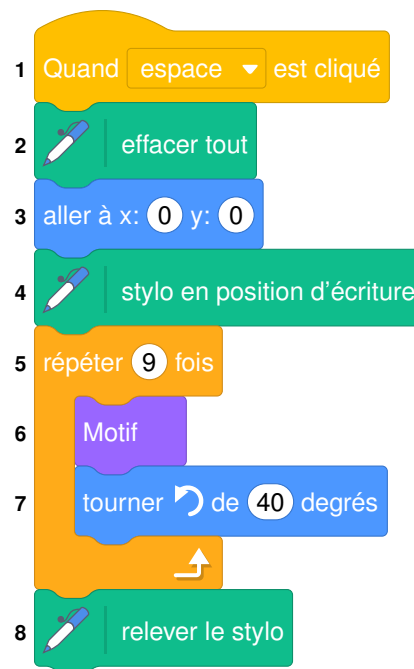 1 Quand espace est cliqué
2 effacer tout
3 aller à x: 0 y: 0
4 stylo en position d’écriture
5 répéter 9 fois
6 Motif
7 tourner de 40 degrés
8 relever le stylo